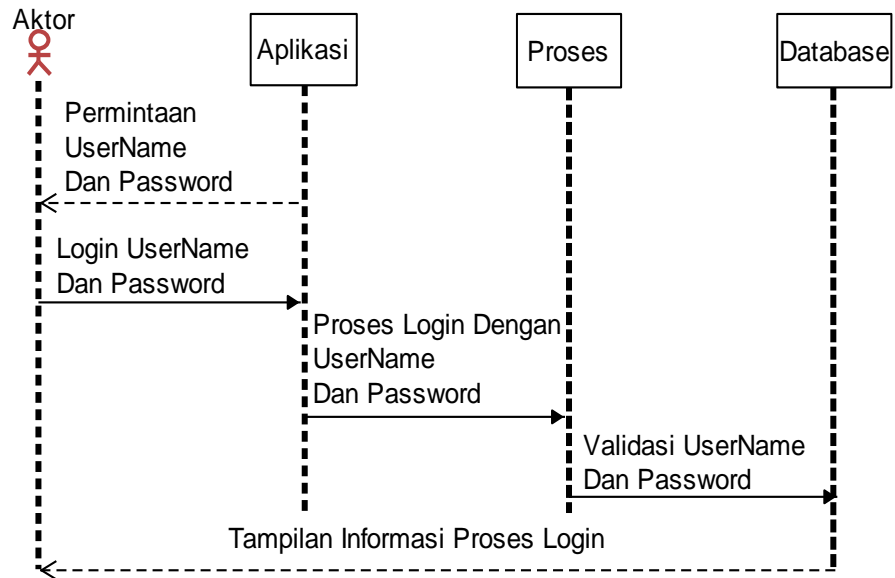 Aktor
Aplikasi
Proses
Database
Permintaan
UserName
Dan Password
Login UserName
Dan Password
Proses Login Dengan
UserName
Dan Password
Validasi UserName
Dan Password
Tampilan Informasi Proses Login